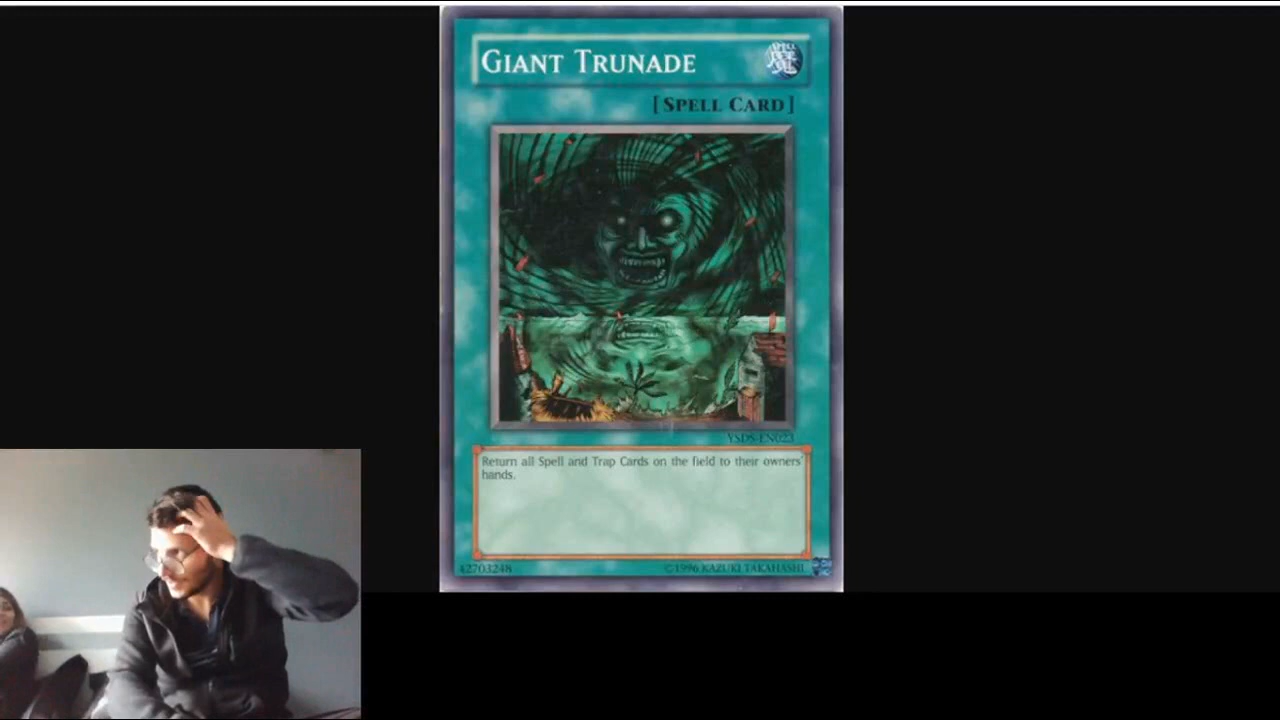 GIANT TRUNADE
[SPELL CARD]
YSDS-EN023
Return all Spell and Trap Cards on the field to their owners'
hands.
42703248
©1996 KAZUKI TAKAHASHI